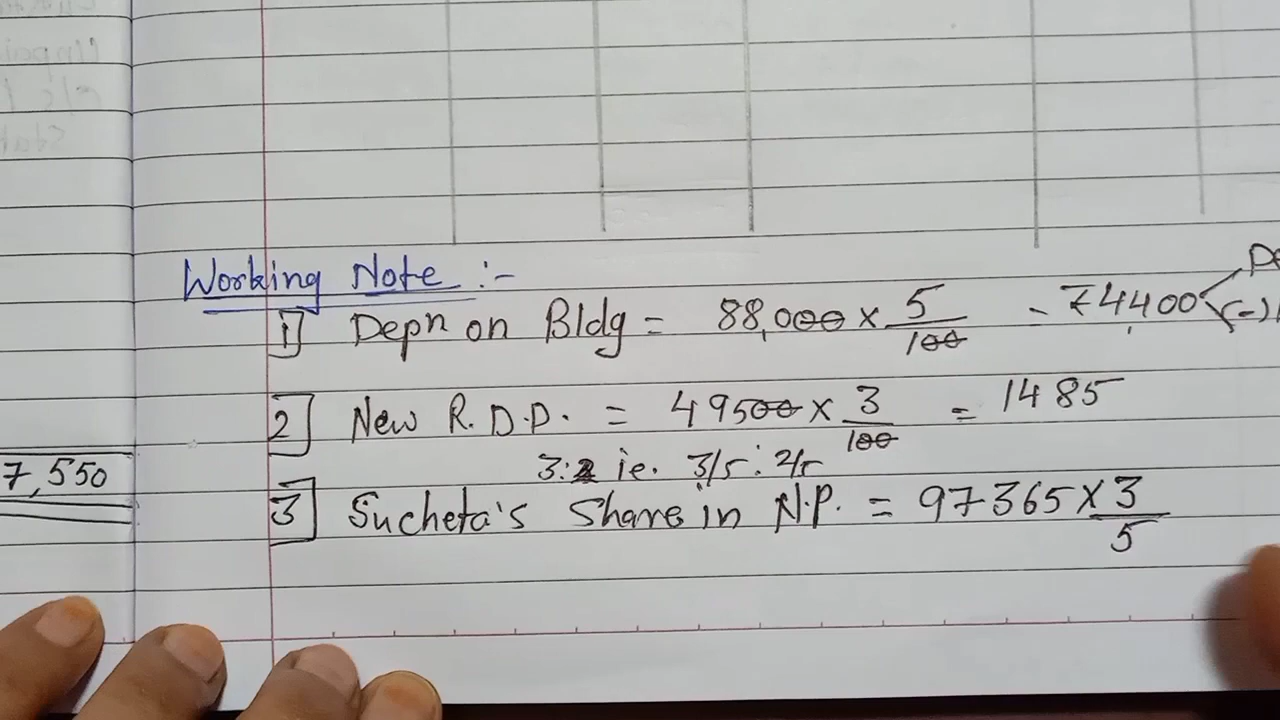 Working Note :-
1] Depn on Bldg = 88,000 × 5/100 = ₹4400
(-)
2] New R.D.D. = 49500 × 3/100 = 1485
3:2 ie. 3/5 : 2/5
7,550
3] Sucheta's Share in N.P. = 97365 × 3/5